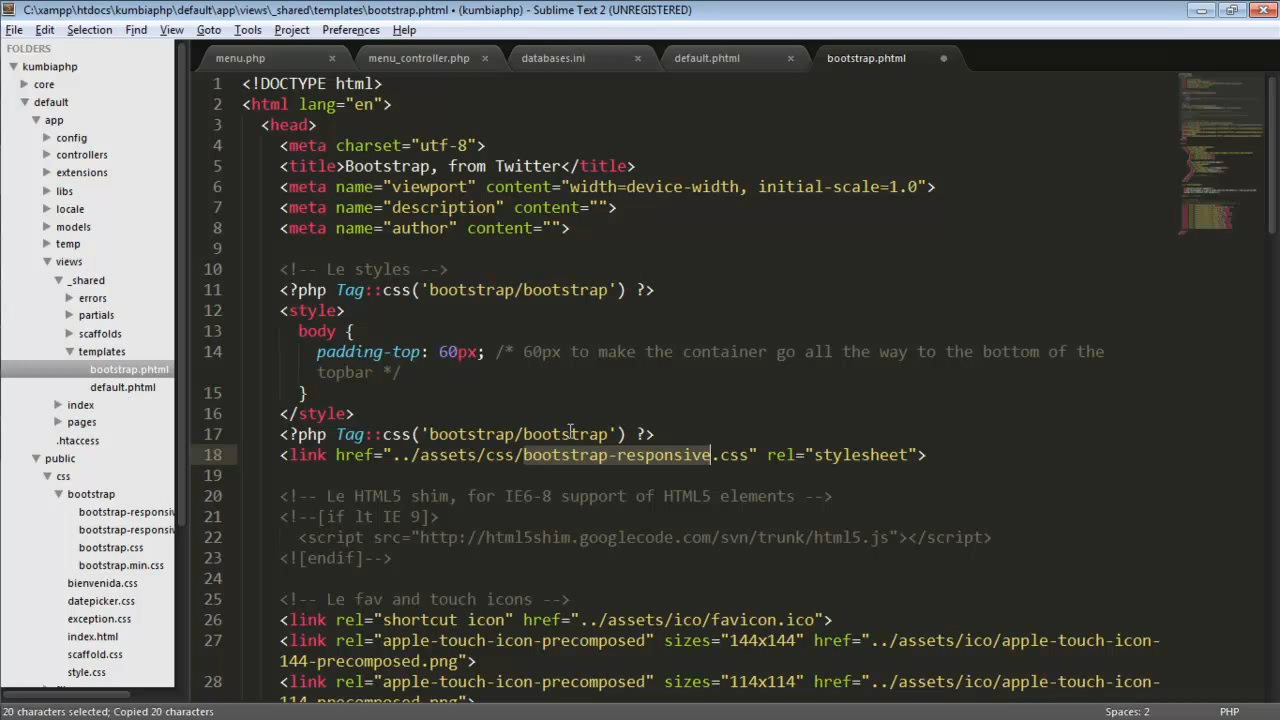 C:\xampp\htdocs\kumbiaphp\default\app\views\_shared\templates\bootstrap.phtml • (kumbiaphp) - Sublime Text 2 (UNREGISTERED)
File Edit Selection Find View Goto Tools Project Preferences Help
FOLDERS
kumbiaphp
core
default
app
config
controllers
extensions
libs
locale
models
temp
views
_shared
errors
partials
scaffolds
templates
bootstrap.phtml
default.phtml
index
pages
.htaccess
public
css
bootstrap
bootstrap-responsiv
bootstrap-responsiv
bootstrap.css
bootstrap.min.css
bienvenida.css
datepicker.css
exception.css
index.html
scaffold.css
style.css
menu.php × menu_controller.php × databases.ini × default.phtml × bootstrap.phtml
1 <!DOCTYPE html>
2 <html lang="en">
3 <head>
4 <meta charset="utf-8">
5 <title>Bootstrap, from Twitter</title>
6 <meta name="viewport" content="width=device-width, initial-scale=1.0">
7 <meta name="description" content="">
8 <meta name="author" content="">
9
10 <!-- Le styles -->
11 <?php Tag::css('bootstrap/bootstrap') ?>
12 <style>
13 body {
14 padding-top: 60px; /* 60px to make the container go all the way to the bottom of the
topbar */
15 }
16 </style>
17 <?php Tag::css('bootstrap/bootstrap') ?>
18 <link href="../assets/css/bootstrap-responsive.css" rel="stylesheet">
19
20 <!-- Le HTML5 shim, for IE6-8 support of HTML5 elements -->
21 <!--[if lt IE 9]>
22 <script src="http://html5shim.googlecode.com/svn/trunk/html5.js"></script>
23 <![endif]-->
24
25 <!-- Le fav and touch icons -->
26 <link rel="shortcut icon" href="../assets/ico/favicon.ico">
27 <link rel="apple-touch-icon-precomposed" sizes="144x144" href="../assets/ico/apple-touch-icon-
144-precomposed.png">
28 <link rel="apple-touch-icon-precomposed" sizes="114x114" href="../assets/ico/apple-touch-icon-
114-precomposed.png">
20 characters selected; Copied 20 characters
Spaces: 2
PHP